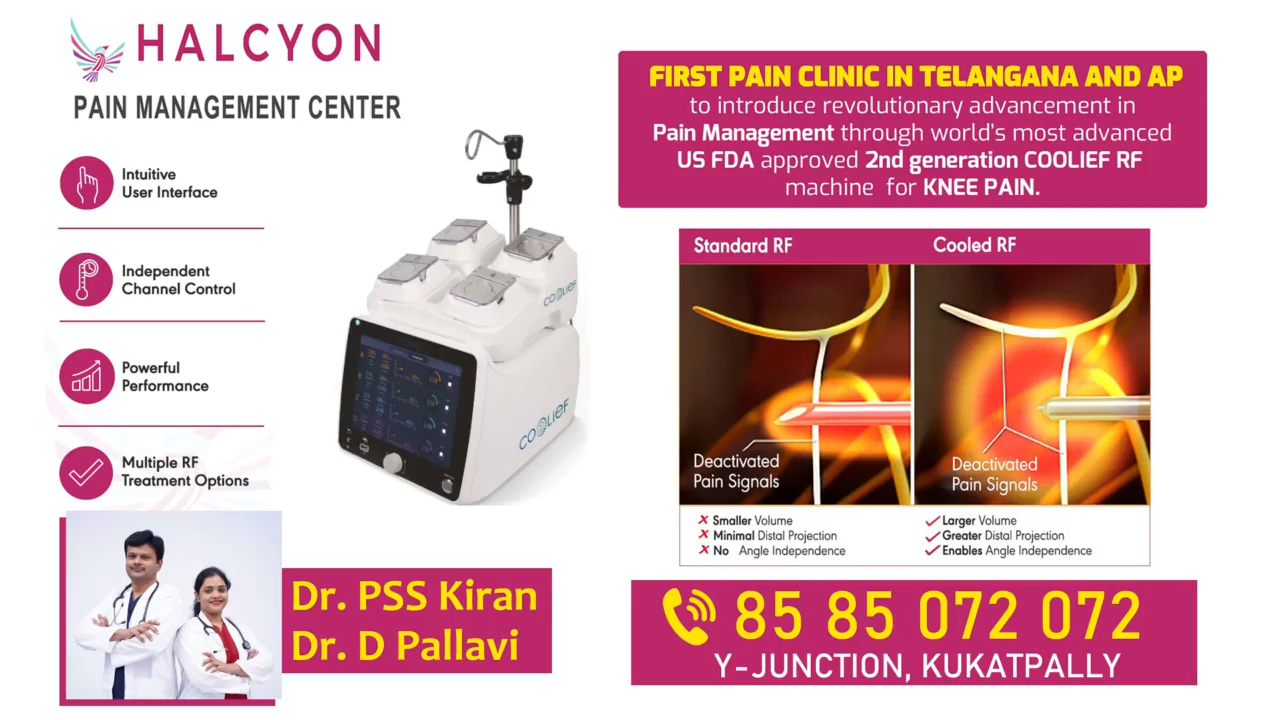 HALCYON
PAIN MANAGEMENT CENTER
Intuitive
User Interface
Independent
Channel Control
Powerful
Performance
Multiple RF
Treatment Options
COOLIEF
COOLIEF
Dr. PSS Kiran
Dr. D Pallavi
FIRST PAIN CLINIC IN TELANGANA AND AP
to introduce revolutionary advancement in
Pain Management through world's most advanced
US FDA approved 2nd generation COOLIEF RF
machine for KNEE PAIN.
Standard RF
Cooled RF
Deactivated
Pain Signals
Deactivated
Pain Signals
✗ Smaller Volume
✗ Minimal Distal Projection
✗ No Angle Independence
✓ Larger Volume
✓ Greater Distal Projection
✓ Enables Angle Independence
85 85 072 072
Y-JUNCTION, KUKATPALLY